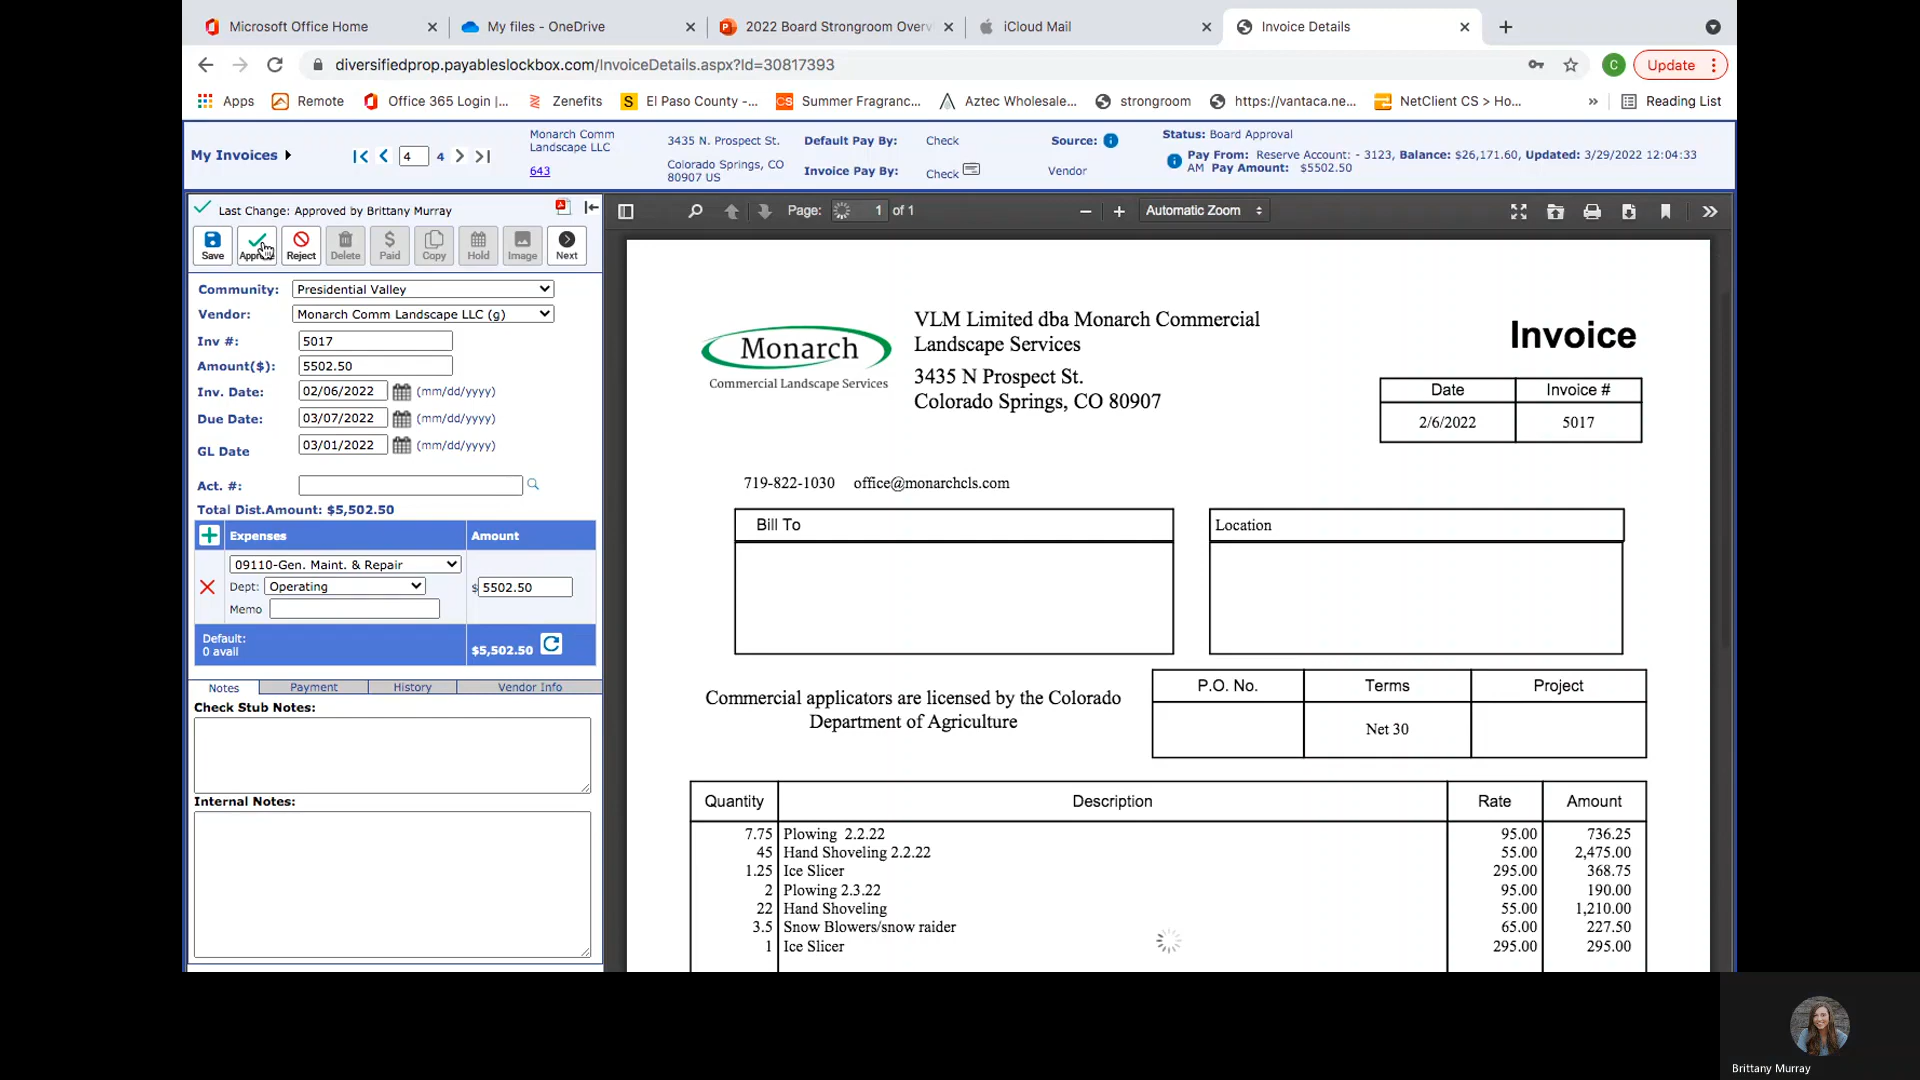 Microsoft Office Home
My files - OneDrive
2022 Board Strongroom Overv
iCloud Mail
Invoice Details
diversifiedprop.payableslockbox.com/InvoiceDetails.aspx?Id=30817393
C
Update
Apps
Remote
Office 365 Login |...
Zenefits
S El Paso County -...
CS Summer Fragranc...
Aztec Wholesale...
strongroom
https://vantaca.ne...
NetClient CS > Ho...
»
Reading List
My Invoices
4 4
Monarch Comm
Landscape LLC
643
3435 N. Prospect St.
Colorado Springs, CO
80907 US
Default Pay By: Check
Invoice Pay By: Check
Source:
Vendor
Status: Board Approval
Pay From: Reserve Account: - 3123, Balance: $26,171.60, Updated: 3/29/2022 12:04:33
AM Pay Amount: $5502.50
Last Change: Approved by Brittany Murray
Page: 1 of 1
Automatic Zoom
Save
Reject
Delete
Paid
Copy
Hold
Image
Next
Community: Presidential Valley
Vendor: Monarch Comm Landscape LLC (g)
Inv #: 5017
Amount($): 5502.50
Inv. Date: 02/06/2022 (mm/dd/yyyy)
Due Date: 03/07/2022 (mm/dd/yyyy)
GL Date 03/01/2022 (mm/dd/yyyy)
Act. #:
Total Dist.Amount: $5,502.50
Expenses Amount
09110-Gen. Maint. & Repair
Dept: Operating $ 5502.50
Memo
Default:
0 avail
$5,502.50
Notes Payment History Vendor Info
Check Stub Notes:
Internal Notes:
Monarch
Commercial Landscape Services
VLM Limited dba Monarch Commercial
Landscape Services
3435 N Prospect St.
Colorado Springs, CO 80907
Invoice
Date Invoice #
2/6/2022 5017
719-822-1030 office@monarchcls.com
Bill To
Location
Commercial applicators are licensed by the Colorado
Department of Agriculture
P.O. No. Terms Project
Net 30
Quantity Description Rate Amount
7.75 Plowing 2.2.22 95.00 736.25
45 Hand Shoveling 2.2.22 55.00 2,475.00
1.25 Ice Slicer 295.00 368.75
2 Plowing 2.3.22 95.00 190.00
22 Hand Shoveling 55.00 1,210.00
3.5 Snow Blowers/snow raider 65.00 227.50
1 Ice Slicer 295.00 295.00
Brittany Murray